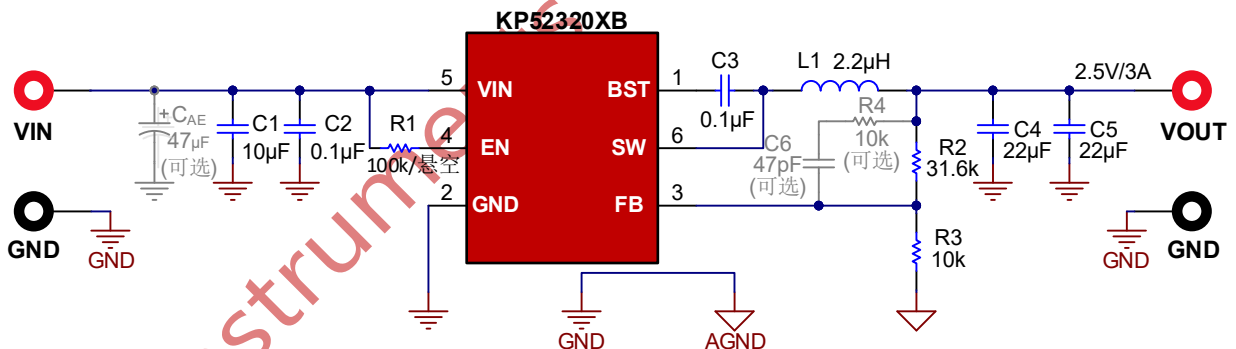 KP52320XB
VIN
GND
GND
+
CAE
47µF
(可选)
C1
10µF
C2
0.1µF
R1
100k/悬空
5
VIN
4
EN
2
GND
BST
1
SW
6
FB
3
C3
0.1µF
L1 2.2µH
R4
10k
(可选)
C6
47pF
(可选)
R2
31.6k
R3
10k
2.5V/3A
C4
22µF
C5
22µF
VOUT
GND
GND
GND
AGND
strument